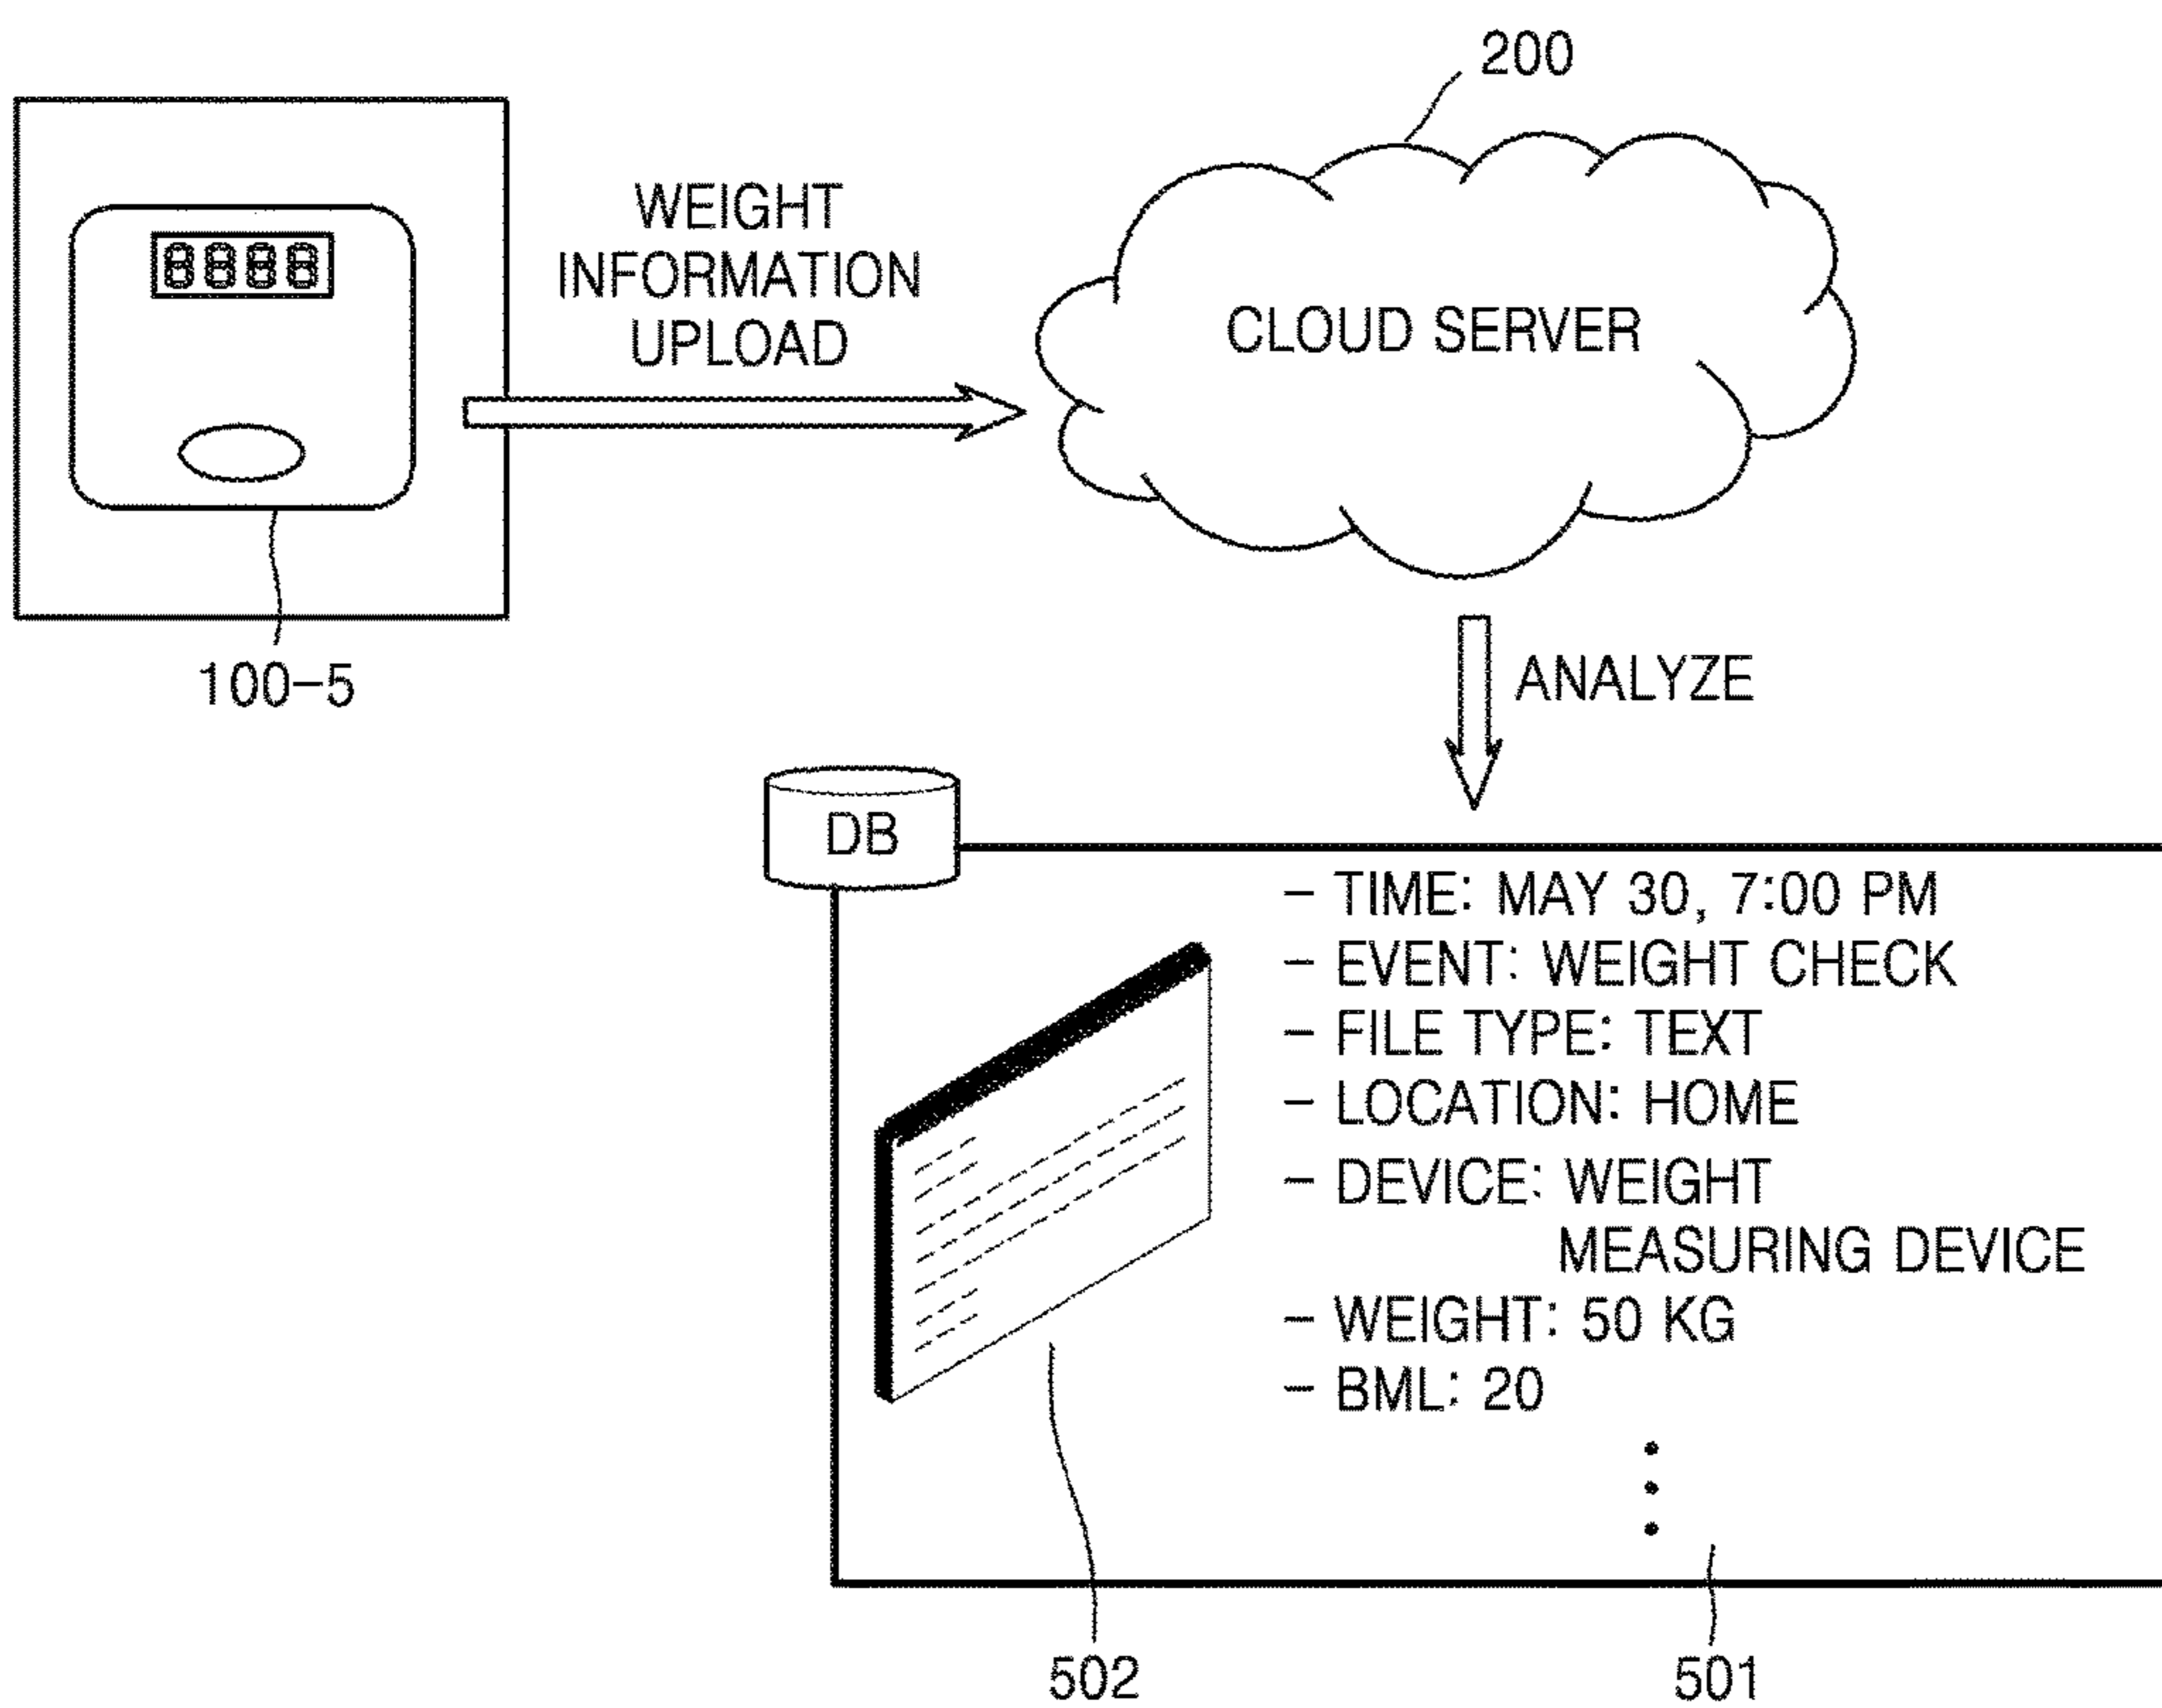 200
8888
WEIGHT
INFORMATION
UPLOAD
CLOUD SERVER
100-5
ANALYZE
DB
- TIME: MAY 30, 7:00 PM
- EVENT: WEIGHT CHECK
- FILE TYPE: TEXT
- LOCATION: HOME
- DEVICE: WEIGHT
MEASURING DEVICE
- WEIGHT: 50 KG
- BML: 20
502
501